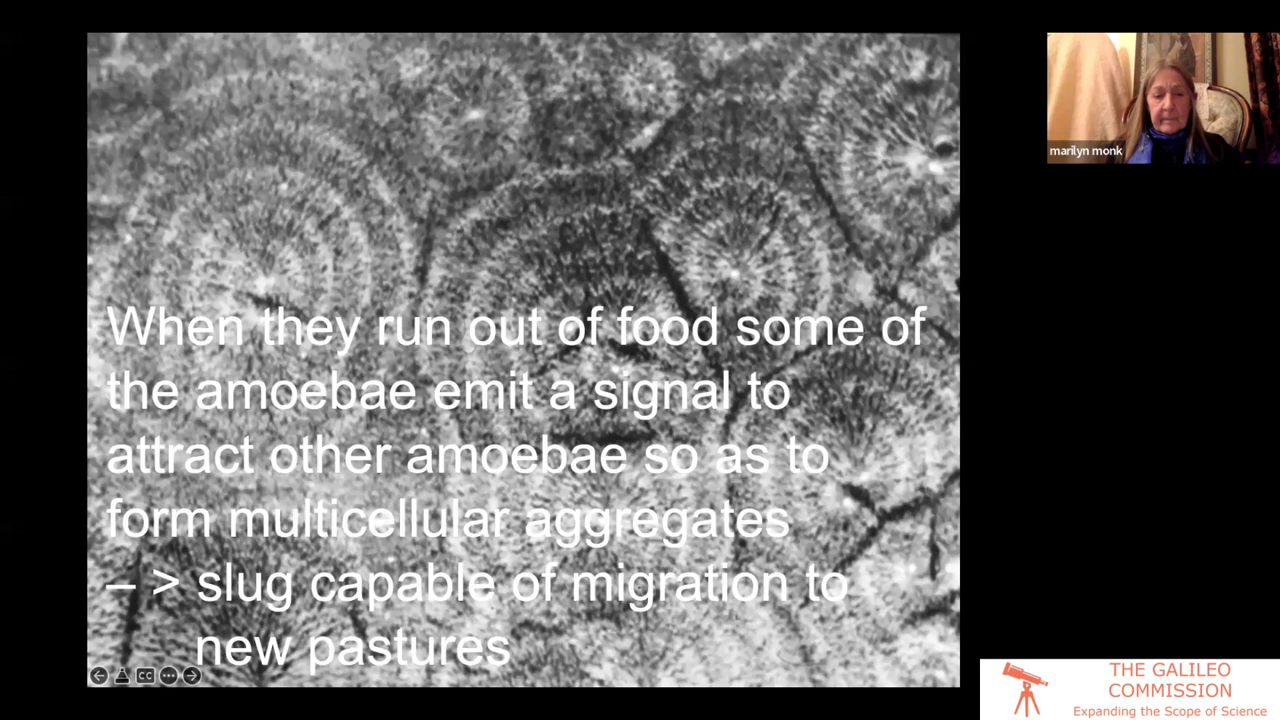 When they run out of food some of
the amoebae emit a signal to
attract other amoebae so as to
form multicellular aggregates
– > slug capable of migration to
new pastures
CC
marilyn monk
THE GALILEO
COMMISSION
Expanding the Scope of Science